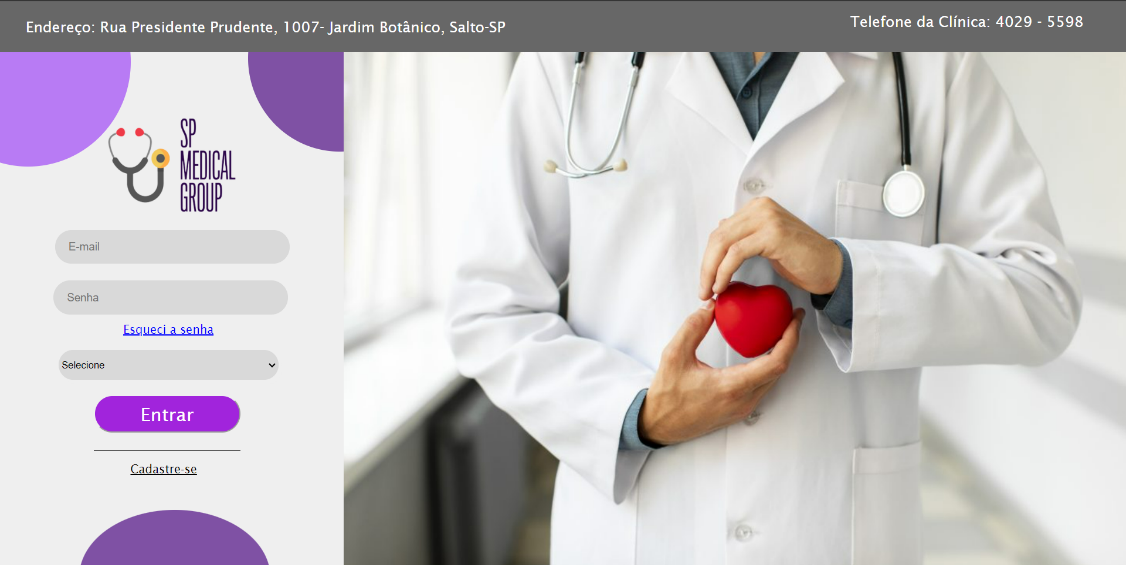 Endereço: Rua Presidente Prudente, 1007- Jardim Botânico, Salto-SP
Telefone da Clínica: 4029 - 5598
SP
MEDICAL
GROUP
E-mail
Senha
Esqueci a senha
Selecione
Entrar
Cadastre-se